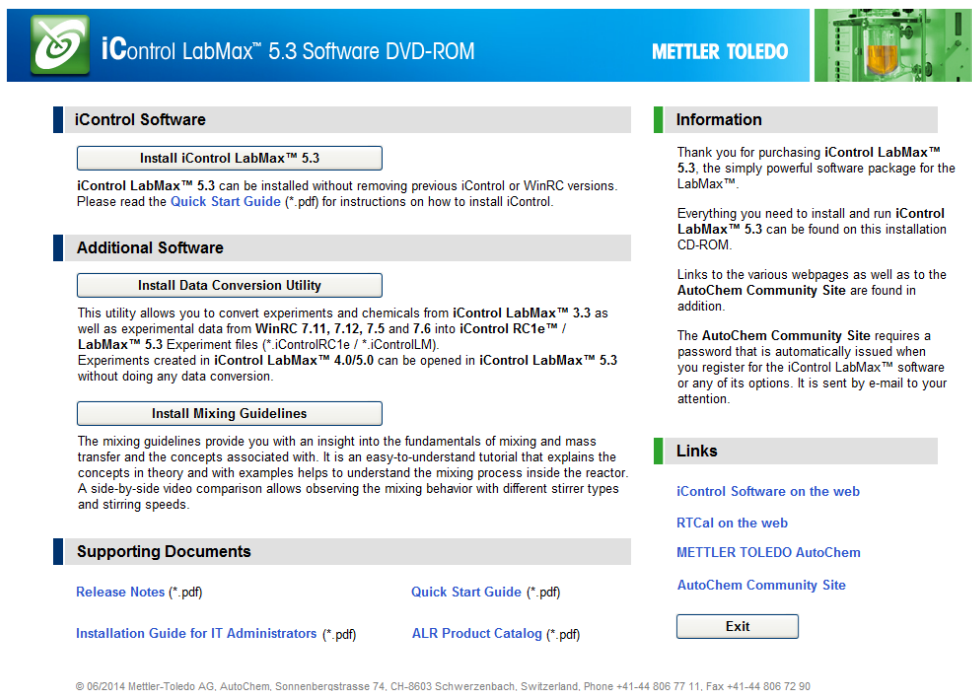 iControl LabMax™ 5.3 Software DVD-ROM
METTLER TOLEDO
iControl Software
Install iControl LabMax™ 5.3
iControl LabMax™ 5.3 can be installed without removing previous iControl or WinRC versions.
Please read the Quick Start Guide (*.pdf) for instructions on how to install iControl.
Additional Software
Install Data Conversion Utility
This utility allows you to convert experiments and chemicals from iControl LabMax™ 3.3 as
well as experimental data from WinRC 7.11, 7.12, 7.5 and 7.6 into iControl RC1e™ /
LabMax™ 5.3 Experiment files (*.iControlRC1e / *.iControlLM).
Experiments created in iControl LabMax™ 4.0/5.0 can be opened in iControl LabMax™ 5.3
without doing any data conversion.
Install Mixing Guidelines
The mixing guidelines provide you with an insight into the fundamentals of mixing and mass
transfer and the concepts associated with. It is an easy-to-understand tutorial that explains the
concepts in theory and with examples helps to understand the mixing process inside the reactor.
A side-by-side video comparison allows observing the mixing behavior with different stirrer types
and stirring speeds.
Supporting Documents
Release Notes (*.pdf)
Quick Start Guide (*.pdf)
Installation Guide for IT Administrators (*.pdf)
ALR Product Catalog (*.pdf)
Information
Thank you for purchasing iControl LabMax™
5.3, the simply powerful software package for the
LabMax™.
Everything you need to install and run iControl
LabMax™ 5.3 can be found on this installation
CD-ROM.
Links to the various webpages as well as to the
AutoChem Community Site are found in
addition.
The AutoChem Community Site requires a
password that is automatically issued when
you register for the iControl LabMax™ software
or any of its options. It is sent by e-mail to your
attention.
Links
iControl Software on the web
RTCal on the web
METTLER TOLEDO AutoChem
AutoChem Community Site
Exit
© 06/2014 Mettler-Toledo AG, AutoChem, Sonnenbergstrasse 74, CH-8603 Schwerzenbach, Switzerland, Phone +41-44 806 77 11, Fax +41-44 806 72 90